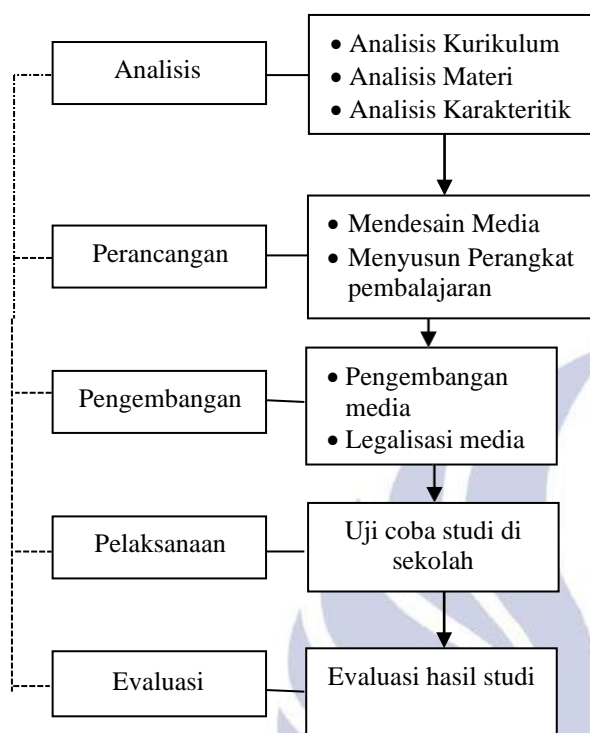 Analisis
• Analisis Kurikulum
• Analisis Materi
• Analisis Karakteritik
Perancangan
• Mendesain Media
• Menyusun Perangkat
pembalajaran
Pengembangan
• Pengembangan
media
• Legalisasi media
Pelaksanaan
Uji coba studi di
sekolah
Evaluasi
Evaluasi hasil studi